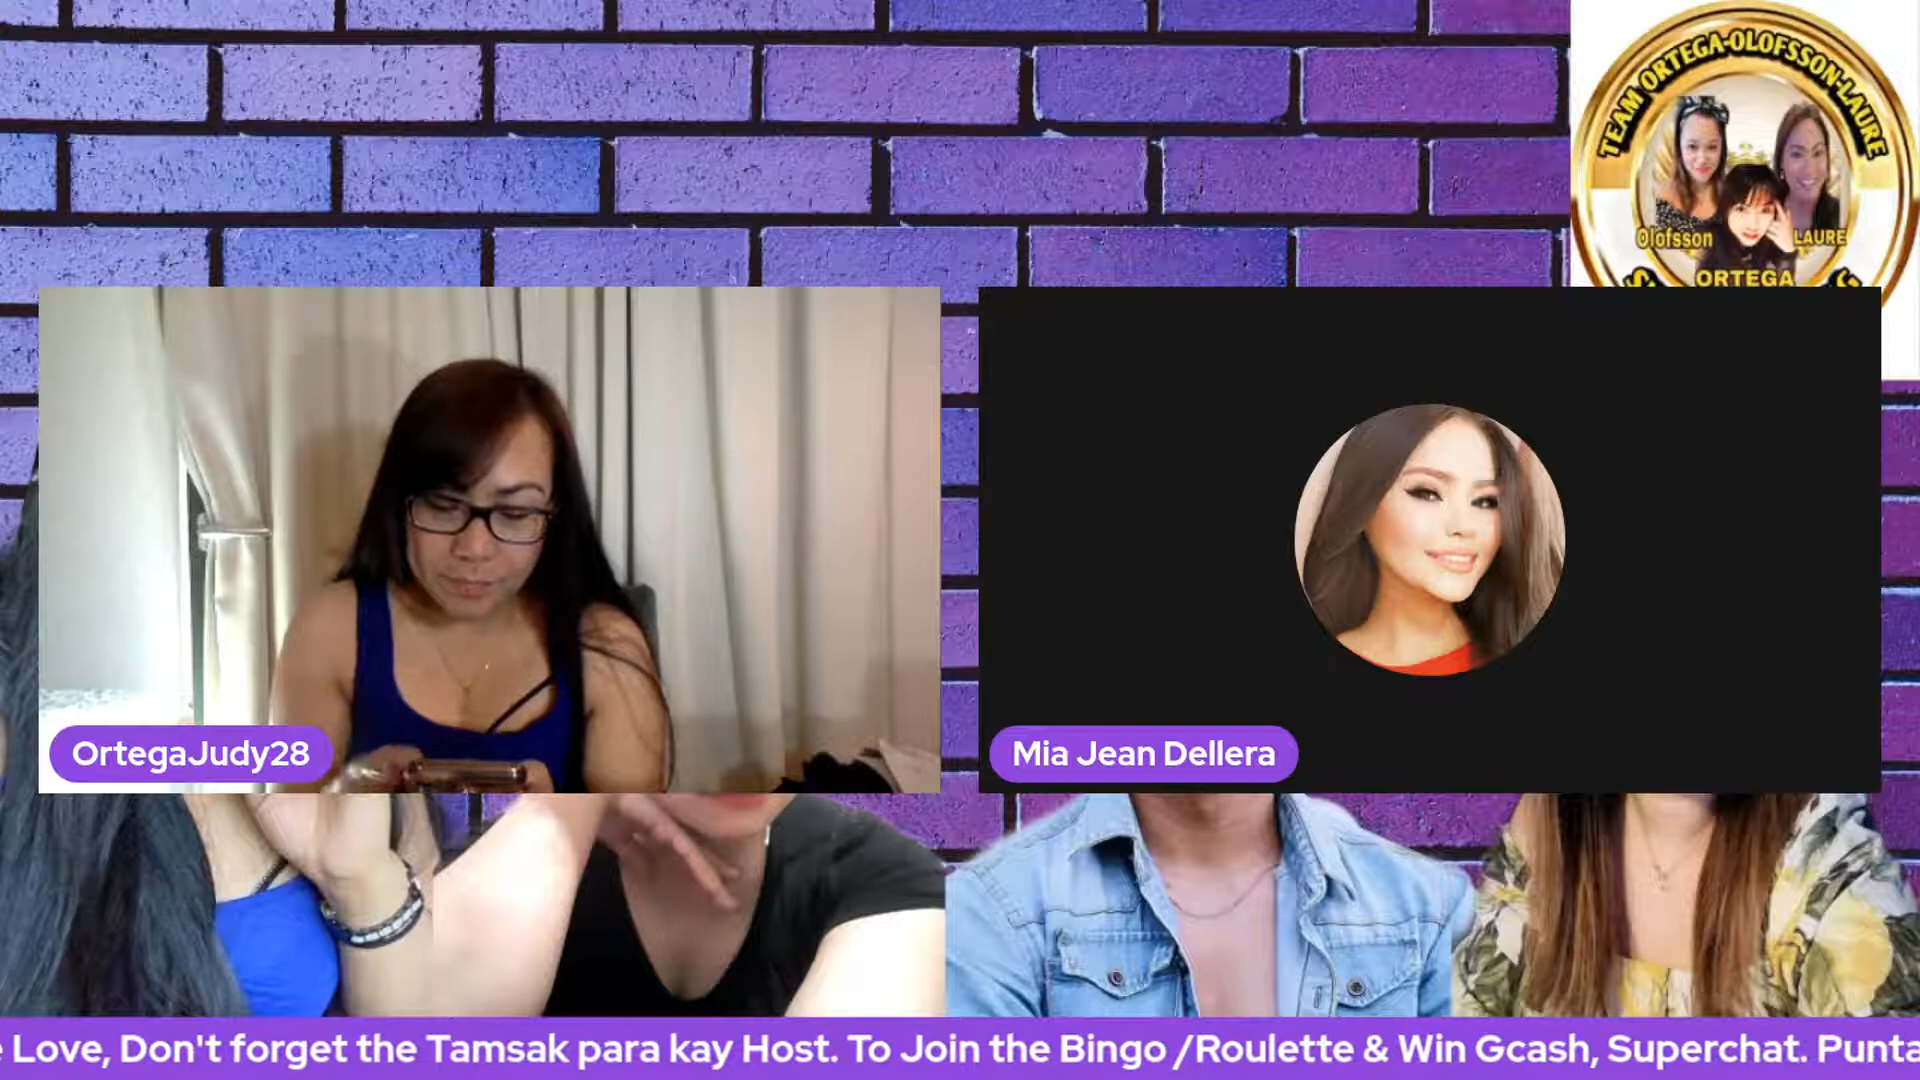 TEAM ORTEGA-OLOFSSON-LAURE
Olofsson
LAURE
ORTEGA
OrtegaJudy28
Mia Jean Dellera
Love, Don't forget the Tamsak para kay Host. To Join the Bingo /Roulette & Win Gcash, Superchat. Punta